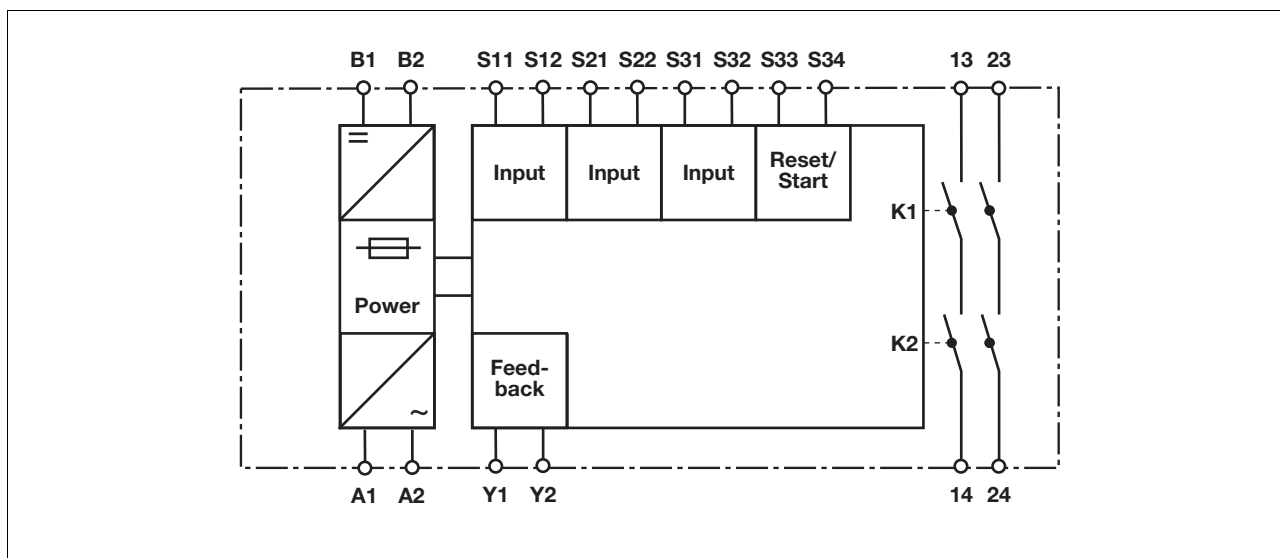 B1 B2 S11 S12 S21 S22 S31 S32 S33 S34 13 23
=
Input Input Input Reset/
Start
K1
Power
K2
Feed-
back
~
A1 A2 Y1 Y2 14 24